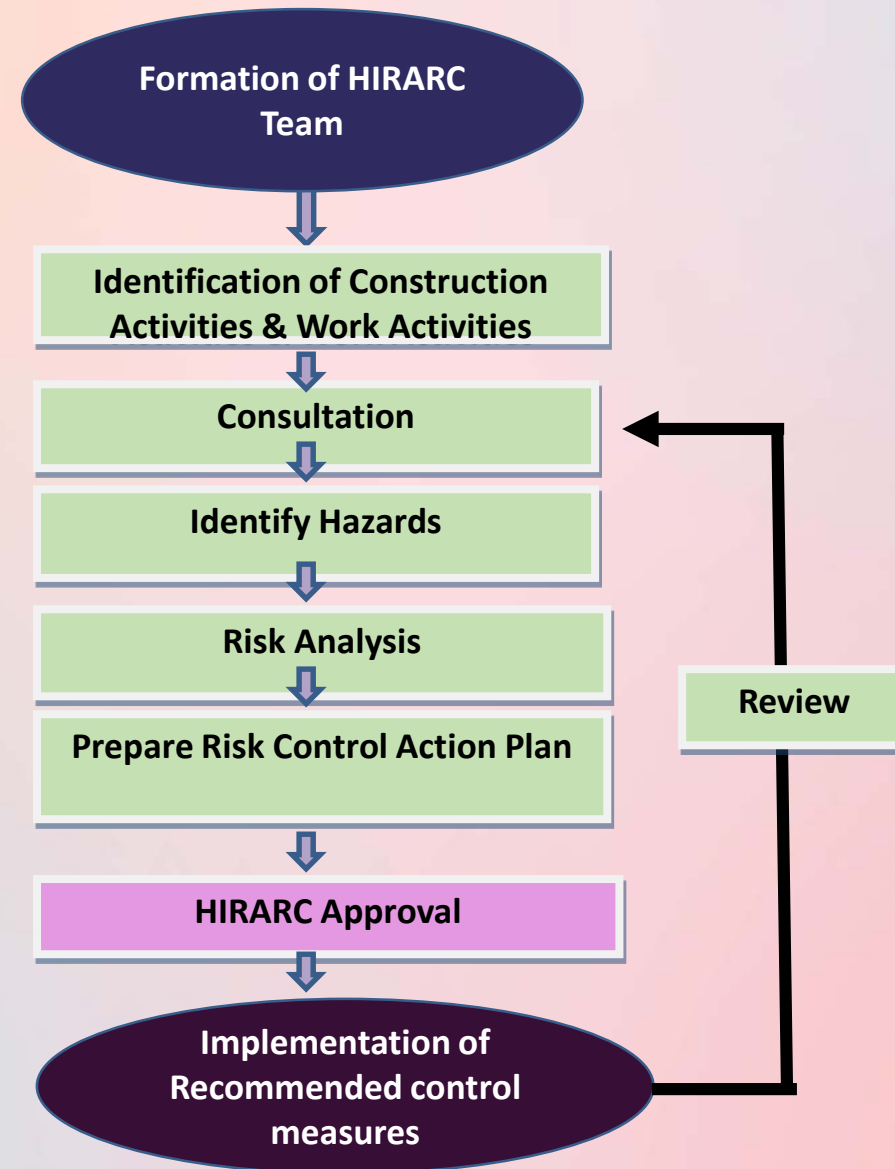 Formation of HIRARC
Team
Identification of Construction
Activities & Work Activities
Consultation
Identify Hazards
Risk Analysis
Prepare Risk Control Action Plan
Review
HIRARC Approval
Implementation of
Recommended control
measures